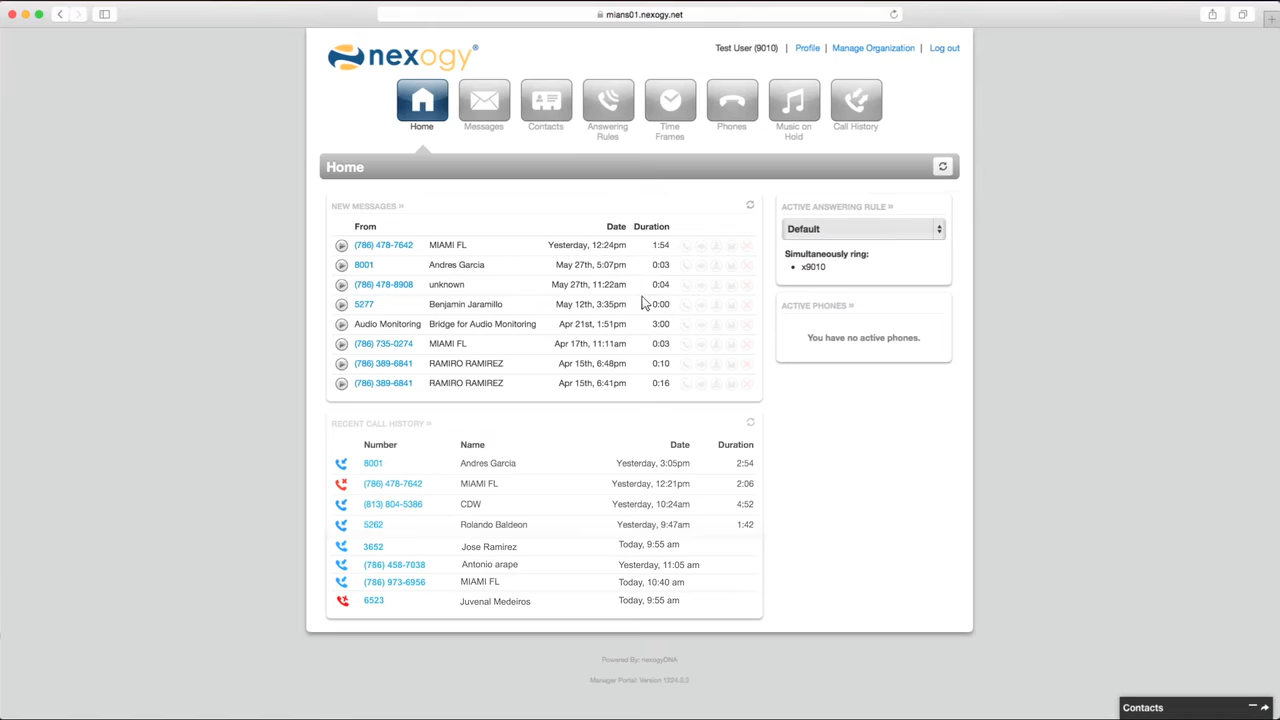 mians01.nexogy.net
nexogy®
Test User (9010) | Profile | Manage Organization | Log out
Home
Messages
Contacts
Answering Rules
Time Frames
Phones
Music on Hold
Call History
Home
NEW MESSAGES »
From Date Duration
(786) 478-7642 MIAMI FL Yesterday, 12:24pm 1:54
8001 Andres Garcia May 27th, 5:07pm 0:03
(786) 478-8908 unknown May 27th, 11:22am 0:04
5277 Benjamin Jaramillo May 12th, 3:35pm 0:00
Audio Monitoring Bridge for Audio Monitoring Apr 21st, 1:51pm 3:00
(786) 735-0274 MIAMI FL Apr 17th, 11:11am 0:03
(786) 389-6841 RAMIRO RAMIREZ Apr 15th, 6:48pm 0:10
(786) 389-6841 RAMIRO RAMIREZ Apr 15th, 6:41pm 0:16
RECENT CALL HISTORY »
Number Name Date Duration
8001 Andres Garcia Yesterday, 3:05pm 2:54
(786) 478-7642 MIAMI FL Yesterday, 12:21pm 2:06
(813) 804-5386 CDW Yesterday, 10:24am 4:52
5262 Rolando Baldeon Yesterday, 9:47am 1:42
3652 Jose Ramirez Today, 9:55 am
(786) 458-7038 Antonio arape Yesterday, 11:05 am
(786) 973-6956 MIAMI FL Today, 10:40 am
6523 Juvenal Medeiros Today, 9:55 am
ACTIVE ANSWERING RULE »
Default
Simultaneously ring:
• x9010
ACTIVE PHONES »
You have no active phones.
Powered By: nexogyDNA
Manager Portal: Version 1224.0.3
Contacts